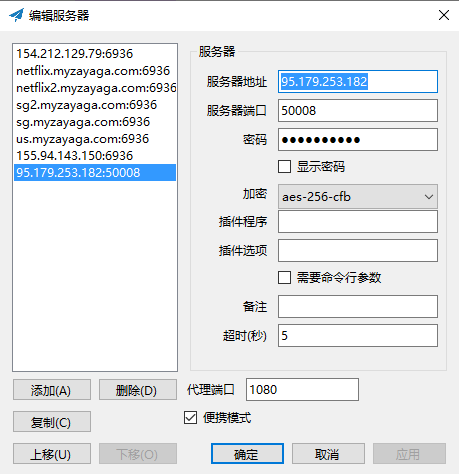 编辑服务器
154.212.129.79:6936
netflix.myzayaga.com:6936
netflix2.myzayaga.com:6936
sg2.myzayaga.com:6936
sg.myzayaga.com:6936
us.myzayaga.com:6936
155.94.143.150:6936
95.179.253.182:50008
服务器
服务器地址 95.179.253.182
服务器端口 50008
密码 ●●●●●●●●●●
显示密码
加密 aes-256-cfb
插件程序
插件选项
需要命令行参数
备注
超时(秒) 5
添加(A) 删除(D) 代理端口 1080
复制(C) 便携模式
上移(U) 下移(O) 确定 取消 应用